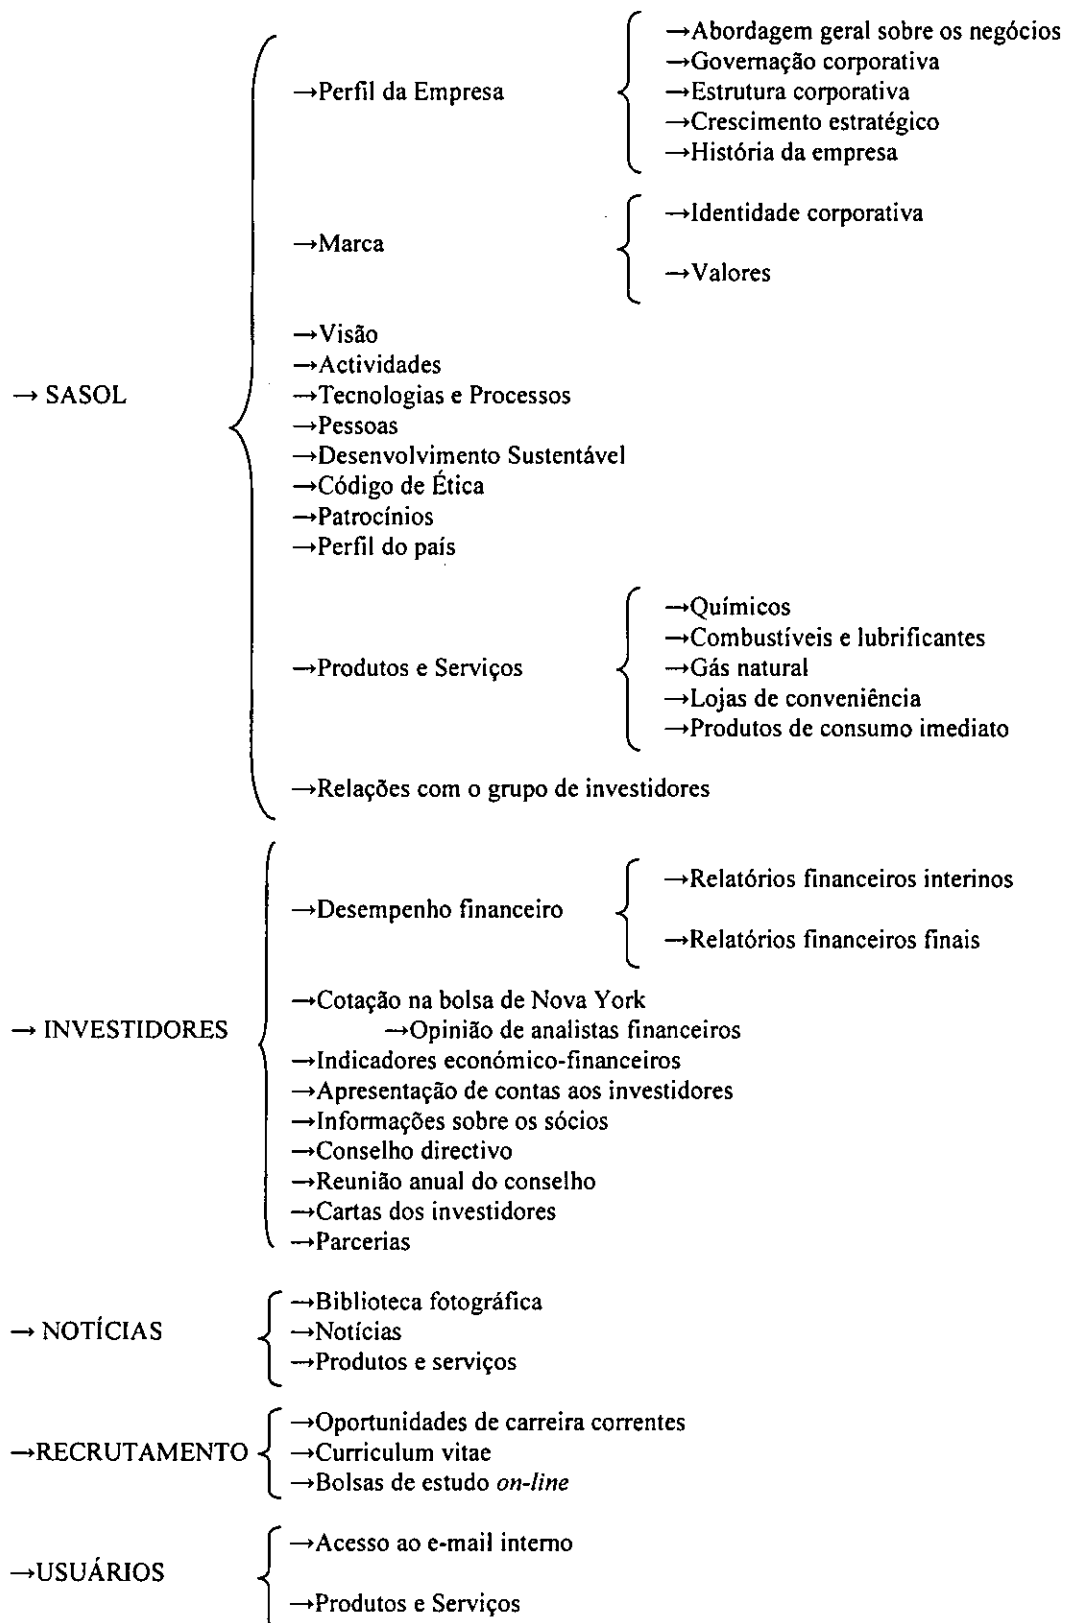 →Abordagem geral sobre os negócios
→Governação corporativa
→Perfil da Empresa
→Estrutura corporativa
→Crescimento estratégico
→História da empresa
→Identidade corporativa
→Marca
→Valores
→Visão
→Actividades
→ SASOL
→Tecnologias e Processos
→Pessoas
→Desenvolvimento Sustentável
→Código de Ética
→Patrocínios
→Perfil do país
→Químicos
→Combustíveis e lubrificantes
→Produtos e Serviços
→Gás natural
→Lojas de conveniência
→Produtos de consumo imediato
→Relações com o grupo de investidores
→Relatórios financeiros interinos
→Desempenho financeiro
→Relatórios financeiros finais
→Cotação na bolsa de Nova York
→ INVESTIDORES
→Opinião de analistas financeiros
→Indicadores económico-financeiros
→Apresentação de contas aos investidores
→Informações sobre os sócios
→Conselho directivo
→Reunião anual do conselho
→Cartas dos investidores
→Parcerias
→Biblioteca fotográfica
→ NOTÍCIAS
→Notícias
→Produtos e serviços
→Oportunidades de carreira correntes
→RECRUTAMENTO
→Curriculum vitae
→Bolsas de estudo on-line
→Acesso ao e-mail interno
→USUÁRIOS
→Produtos e Serviços